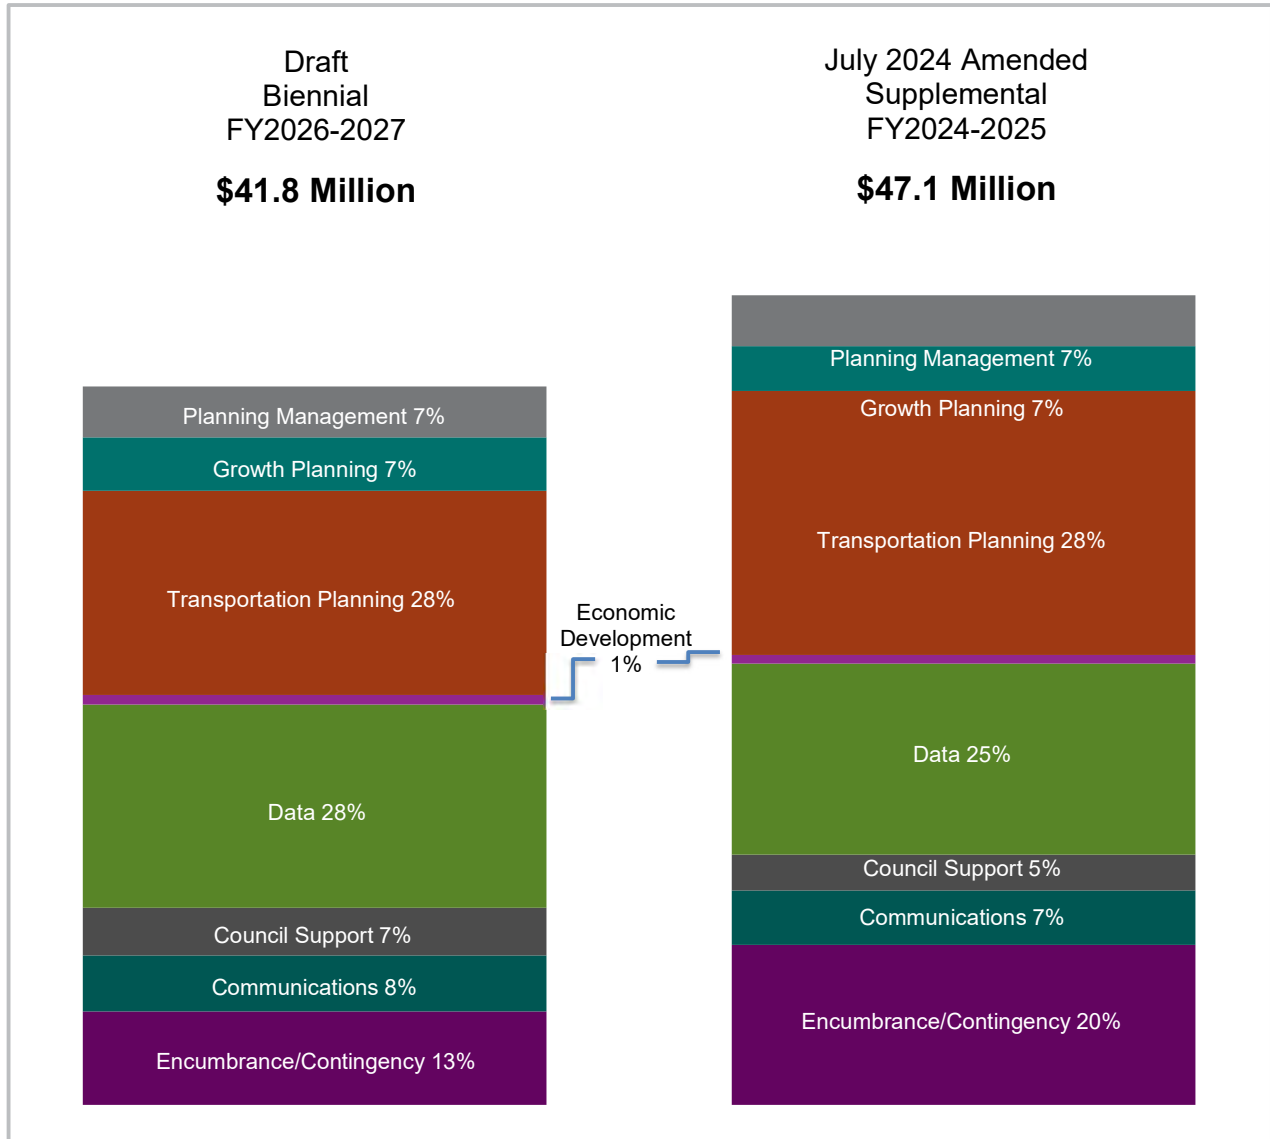 Draft
Biennial
FY2026-2027
$41.8 Million
Planning Management 7%
Growth Planning 7%
Transportation Planning 28%
Data 28%
Council Support 7%
Communications 8%
Encumbrance/Contingency 13%
Economic
Development
1%
July 2024 Amended
Supplemental
FY2024-2025
$47.1 Million
Planning Management 7%
Growth Planning 7%
Transportation Planning 28%
Data 25%
Council Support 5%
Communications 7%
Encumbrance/Contingency 20%